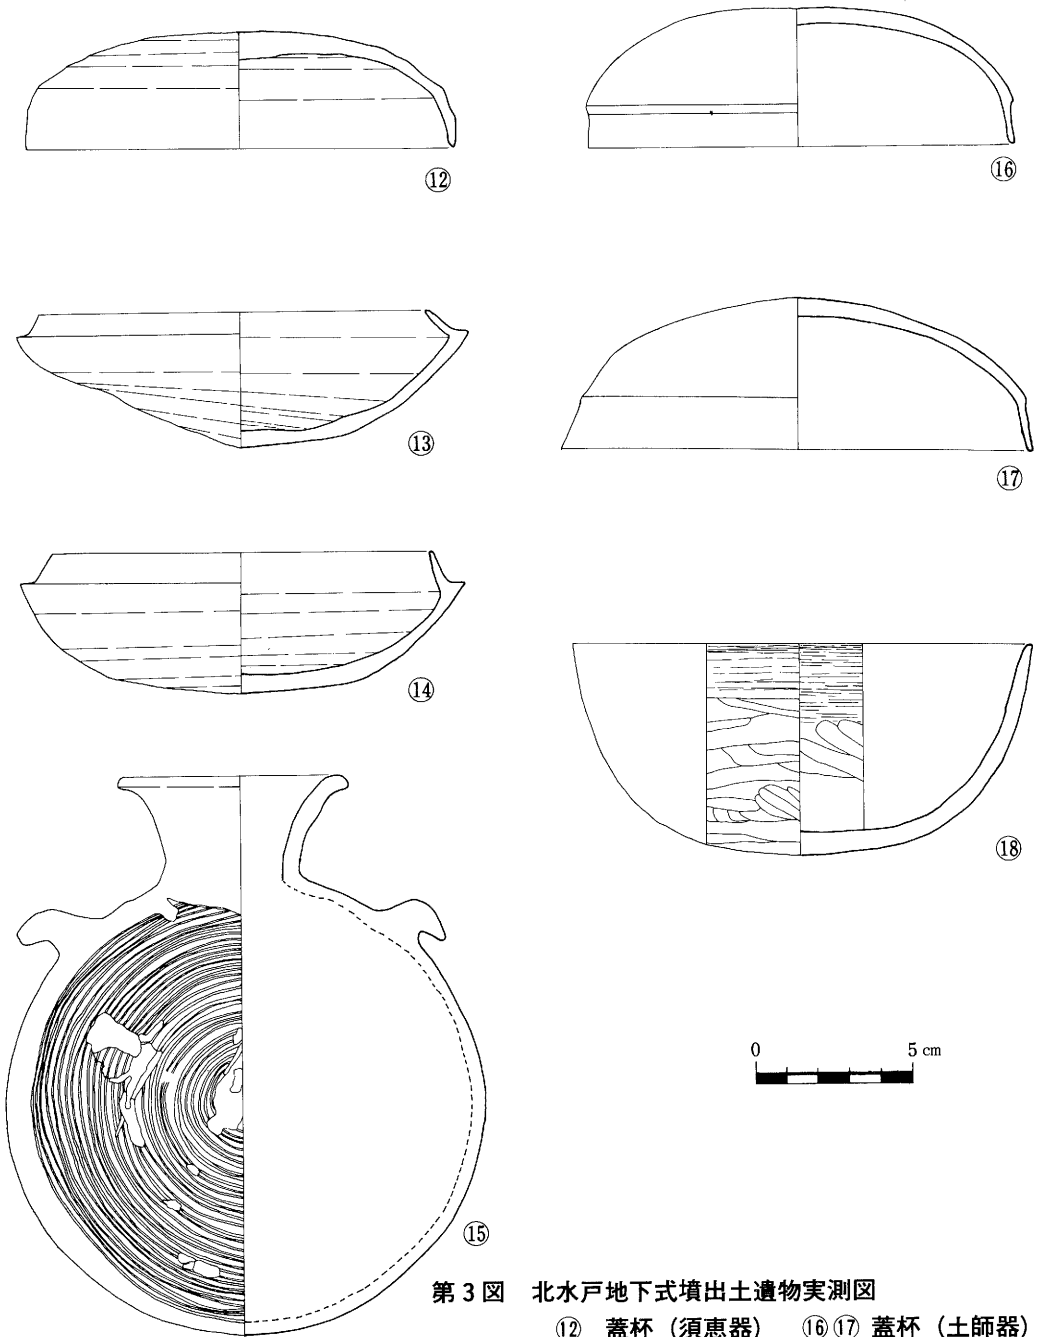 ⑫
⑯
⑬
⑰
⑭
⑱
0 5 cm
⑮
第3図 北水戸地下式墳出土遺物実測図
⑫ 蓋杯（須恵器） ⑯⑰ 蓋杯（土師器）